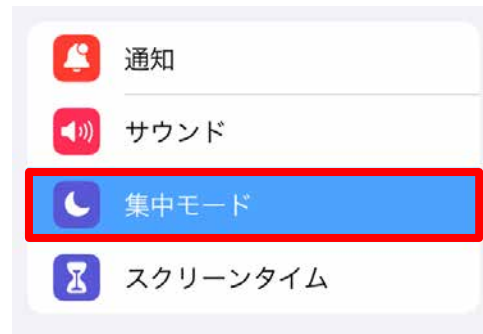 通知
サウンド
集中モード
スクリーンタイム